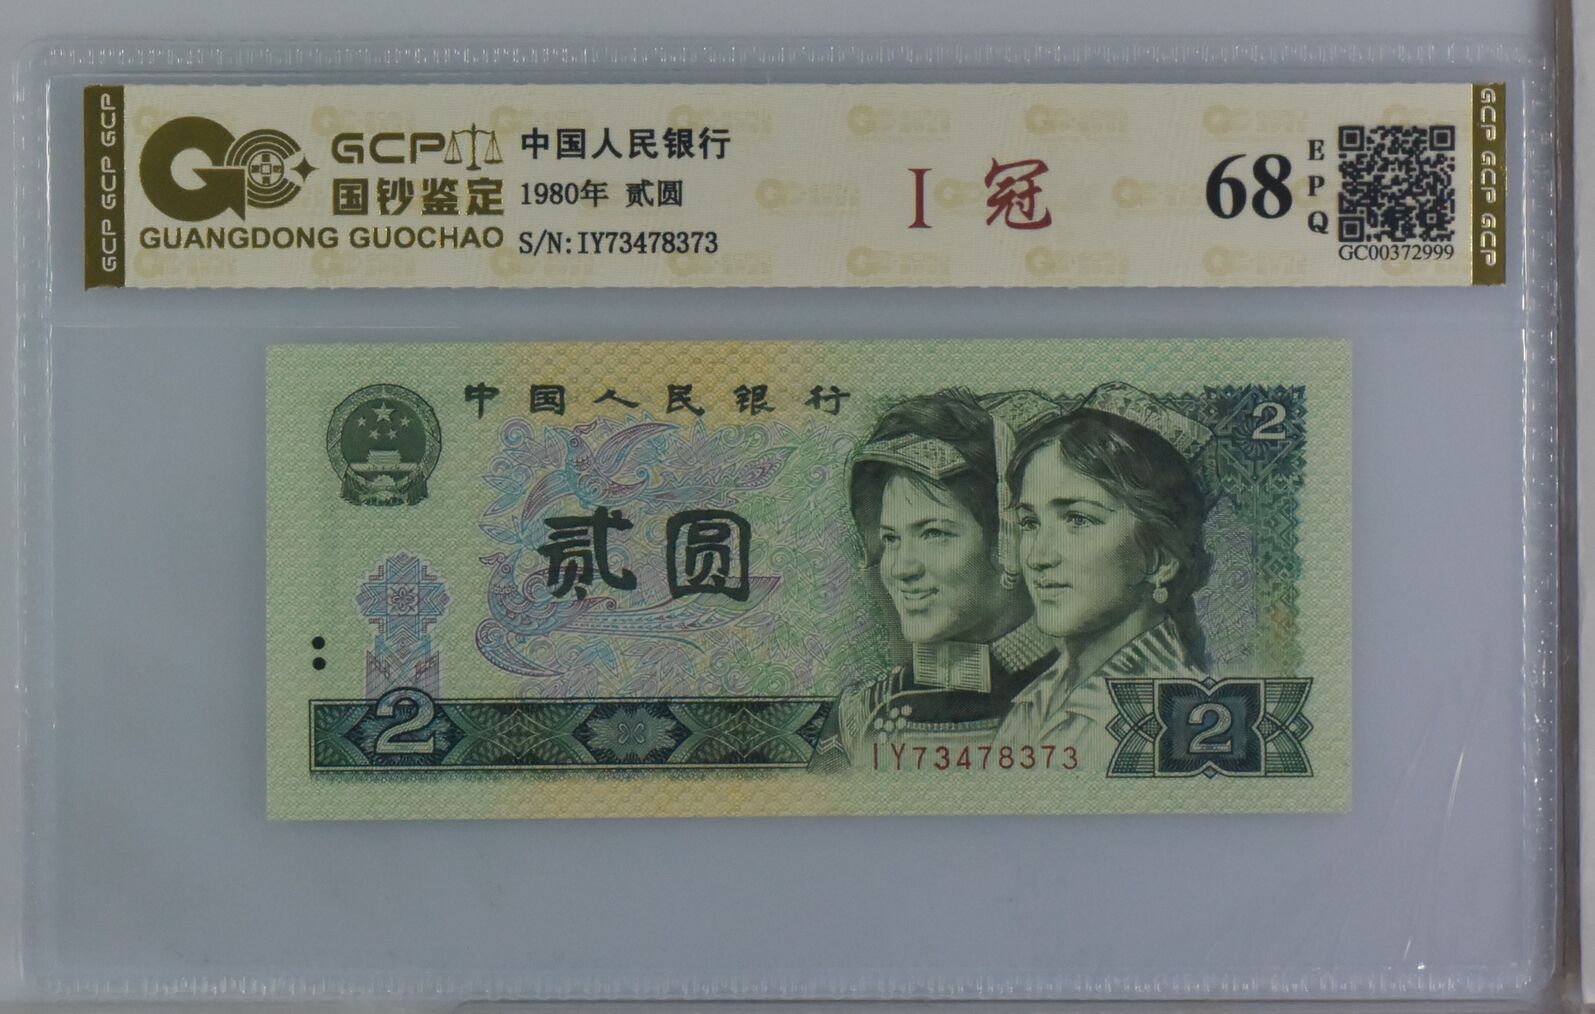 GCP GCP GCP
GCP
国钞鉴定
GUANGDONG GUOCHAO
中国人民银行
1980年 贰圆
S/N:IY73478373
I 冠
68
EPQ
GC00372999
GCP GCP GCP
中国人民银行
2
贰圆
2
IY73478373
2